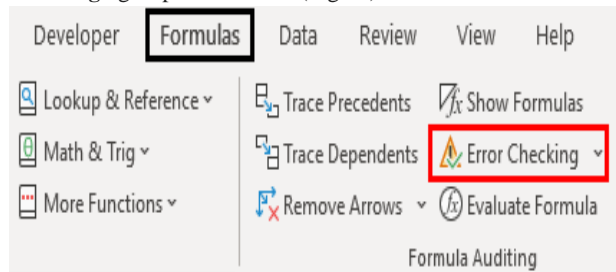 Developer Formulas Data Review View Help
Lookup & Reference Trace Precedents Show Formulas
Math & Trig Trace Dependents Error Checking
More Functions Remove Arrows Evaluate Formula
Formula Auditing